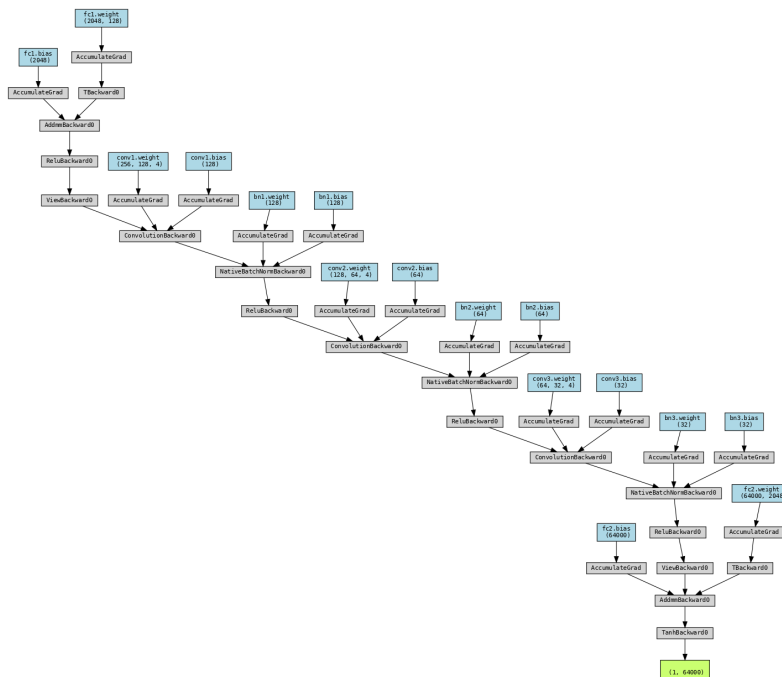 fc1.weight
(2048, 128)
fc1.bias
(2048)
AccumulateGrad
AccumulateGrad
TBackward0
AddmmBackward0
ReluBackward0
conv1.weight
(256, 128, 4)
conv1.bias
(128)
ViewBackward0
AccumulateGrad
AccumulateGrad
bn1.weight
(128)
bn1.bias
(128)
ConvolutionBackward0
AccumulateGrad
AccumulateGrad
NativeBatchNormBackward0
conv2.weight
(128, 64, 4)
conv2.bias
(64)
ReluBackward0
AccumulateGrad
AccumulateGrad
bn2.weight
(64)
bn2.bias
(64)
ConvolutionBackward0
AccumulateGrad
AccumulateGrad
NativeBatchNormBackward0
conv3.weight
(64, 32, 4)
conv3.bias
(32)
ReluBackward0
AccumulateGrad
AccumulateGrad
bn3.weight
(32)
bn3.bias
(32)
ConvolutionBackward0
AccumulateGrad
AccumulateGrad
NativeBatchNormBackward0
fc2.weight
(64000, 2048
fc2.bias
(64000)
ReluBackward0
AccumulateGrad
AccumulateGrad
ViewBackward0
TBackward0
AddmmBackward0
TanhBackward0
(1, 64000)